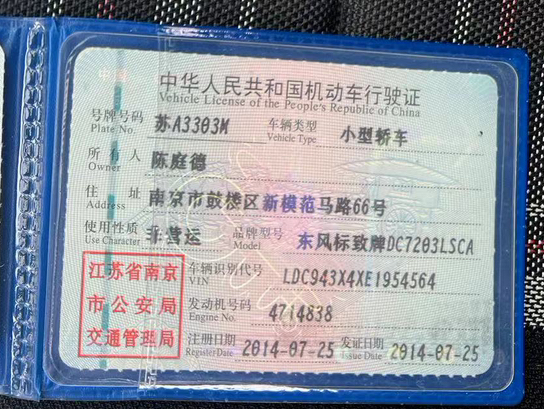 中华人民共和国机动车行驶证
Vehicle License of the People's Republic of China
号牌号码 苏A3303M 车辆类型 小型轿车
Plate No. Vehicle Type
所有人 陈庭德
Owner
住址 南京市鼓楼区新模范马路66号
Address
使用性质 非营运 品牌型号 东风标致牌DC7203LSCA
Use Character Model
江苏省南京
市公安局
交通管理局
车辆识别代号 LDC943X4XE1954564
VIN
发动机号码 4714838
Engine No.
注册日期 2014-07-25 发证日期 2014-07-25
Register Date Issue Date